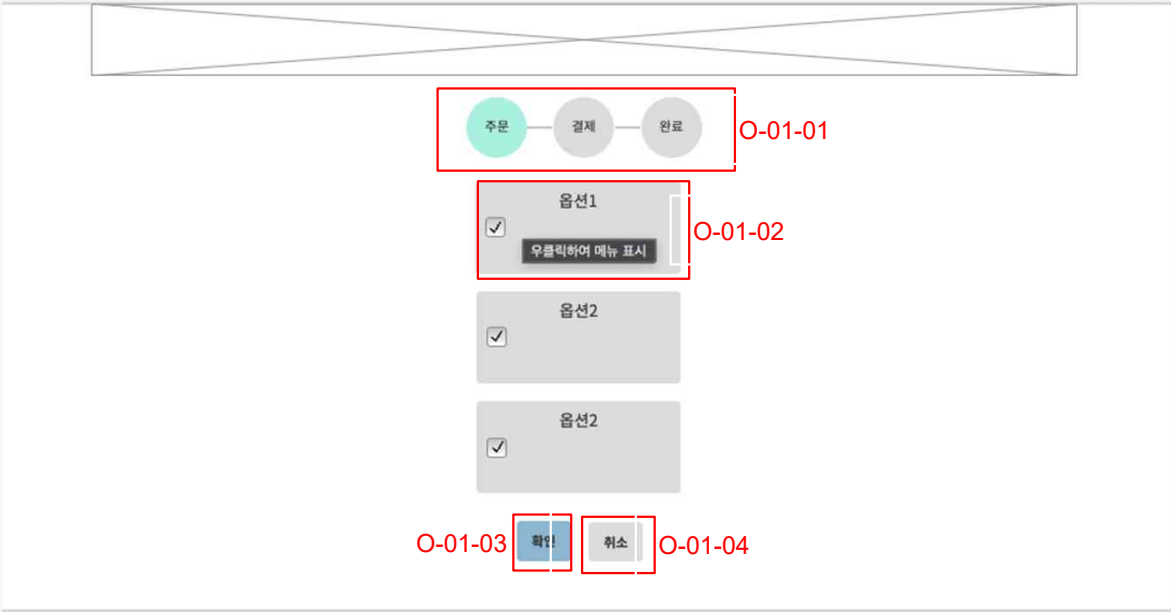 주문 결제 완료 O-01-01
옵션1
O-01-02
우클릭하여 메뉴 표시
옵션2
옵션2
O-01-03 확인 취소 O-01-04